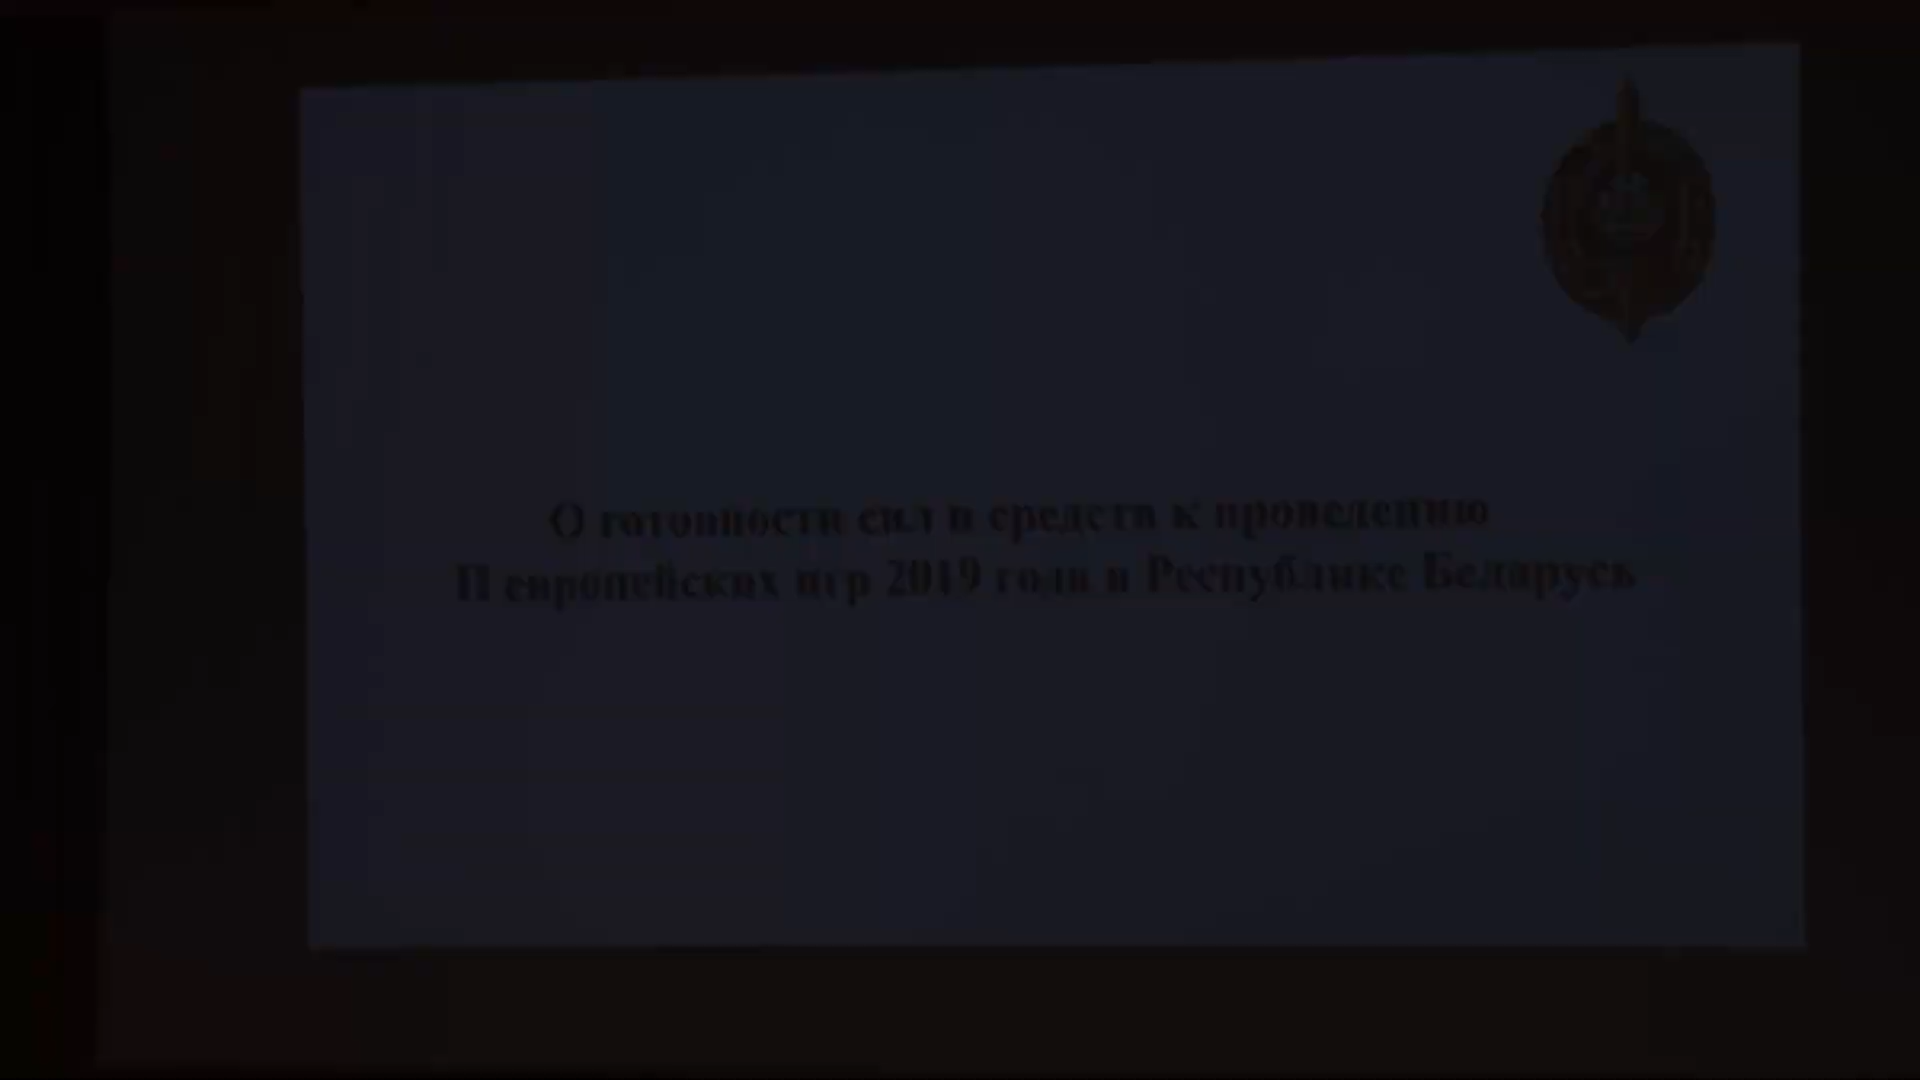 О готовности сил и средств к проведению
II европейских игр 2019 года в Республике Беларусь